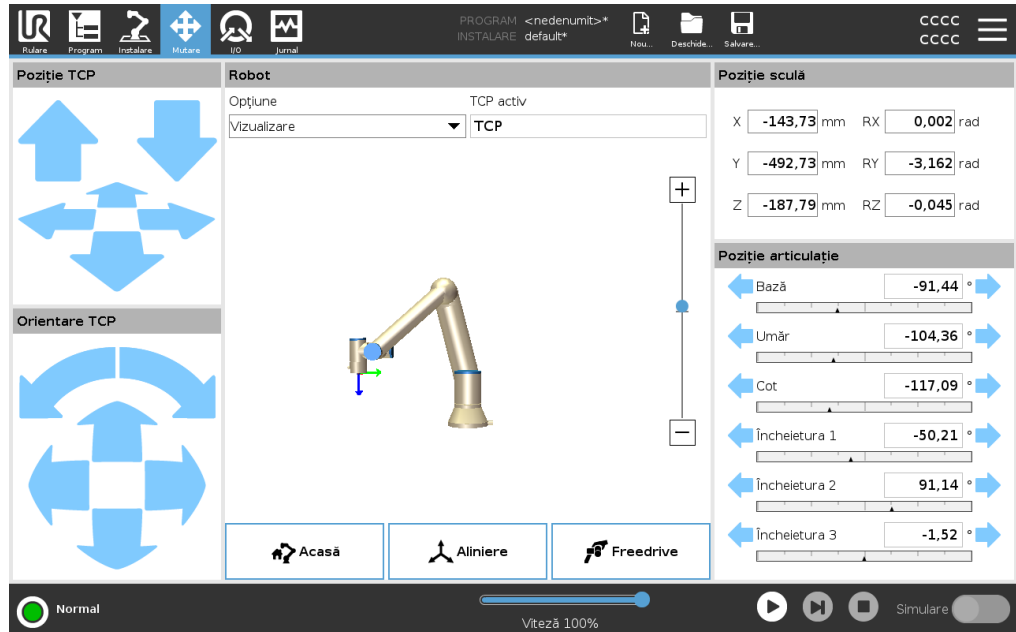 PROGRAM <nedenumit>*
INSTALARE default*
CCCC
CCCC
Rulare Program Instalare Mutare I/O Jurnal Nou... Deschide... Salvare...
Poziție TCP
Orientare TCP
Robot
Opțiune TCP activ
Vizualizare TCP
+
−
Acasă Aliniere Freedrive
Poziție sculă
X -143,73 mm RX 0,002 rad
Y -492,73 mm RY -3,162 rad
Z -187,79 mm RZ -0,045 rad
Poziție articulație
Bază -91,44 °
Umăr -104,36 °
Cot -117,09 °
Încheietura 1 -50,21 °
Încheietura 2 91,14 °
Încheietura 3 -1,52 °
Normal
Viteză 100%
Simulare